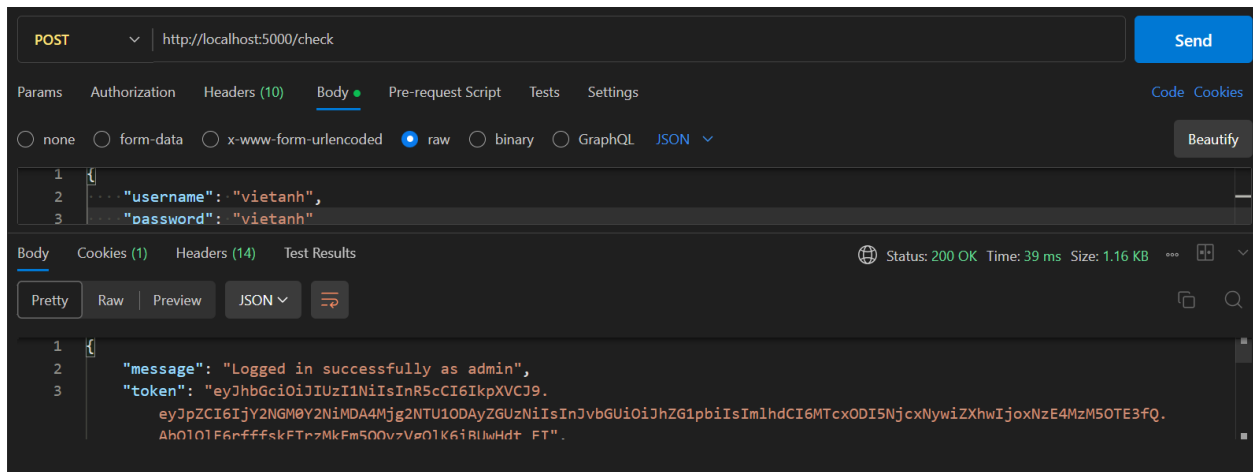 POST http://localhost:5000/check Send
Params Authorization Headers (10) Body Pre-request Script Tests Settings Code Cookies
none form-data x-www-form-urlencoded raw binary GraphQL JSON Beautify
1 {
2 "username": "vietanh",
3 "password": "vietanh"
Body Cookies (1) Headers (14) Test Results Status: 200 OK Time: 39 ms Size: 1.16 KB
Pretty Raw Preview JSON
1 {
2 "message": "Logged in successfully as admin",
3 "token": "eyJhbGciOiJIUzI1NiIsInR5cCI6IkpXVCJ9.
eyJpZCI6IjY2NGM0Y2NiMDA4Mjg2NTU1ODAyZGUzNiIsInJvbGUiOiJhZG1pbiIsImlhdCI6MTcxODI5NjcxNywiZXhwIjoxNzE4MzM5OTE3fQ.